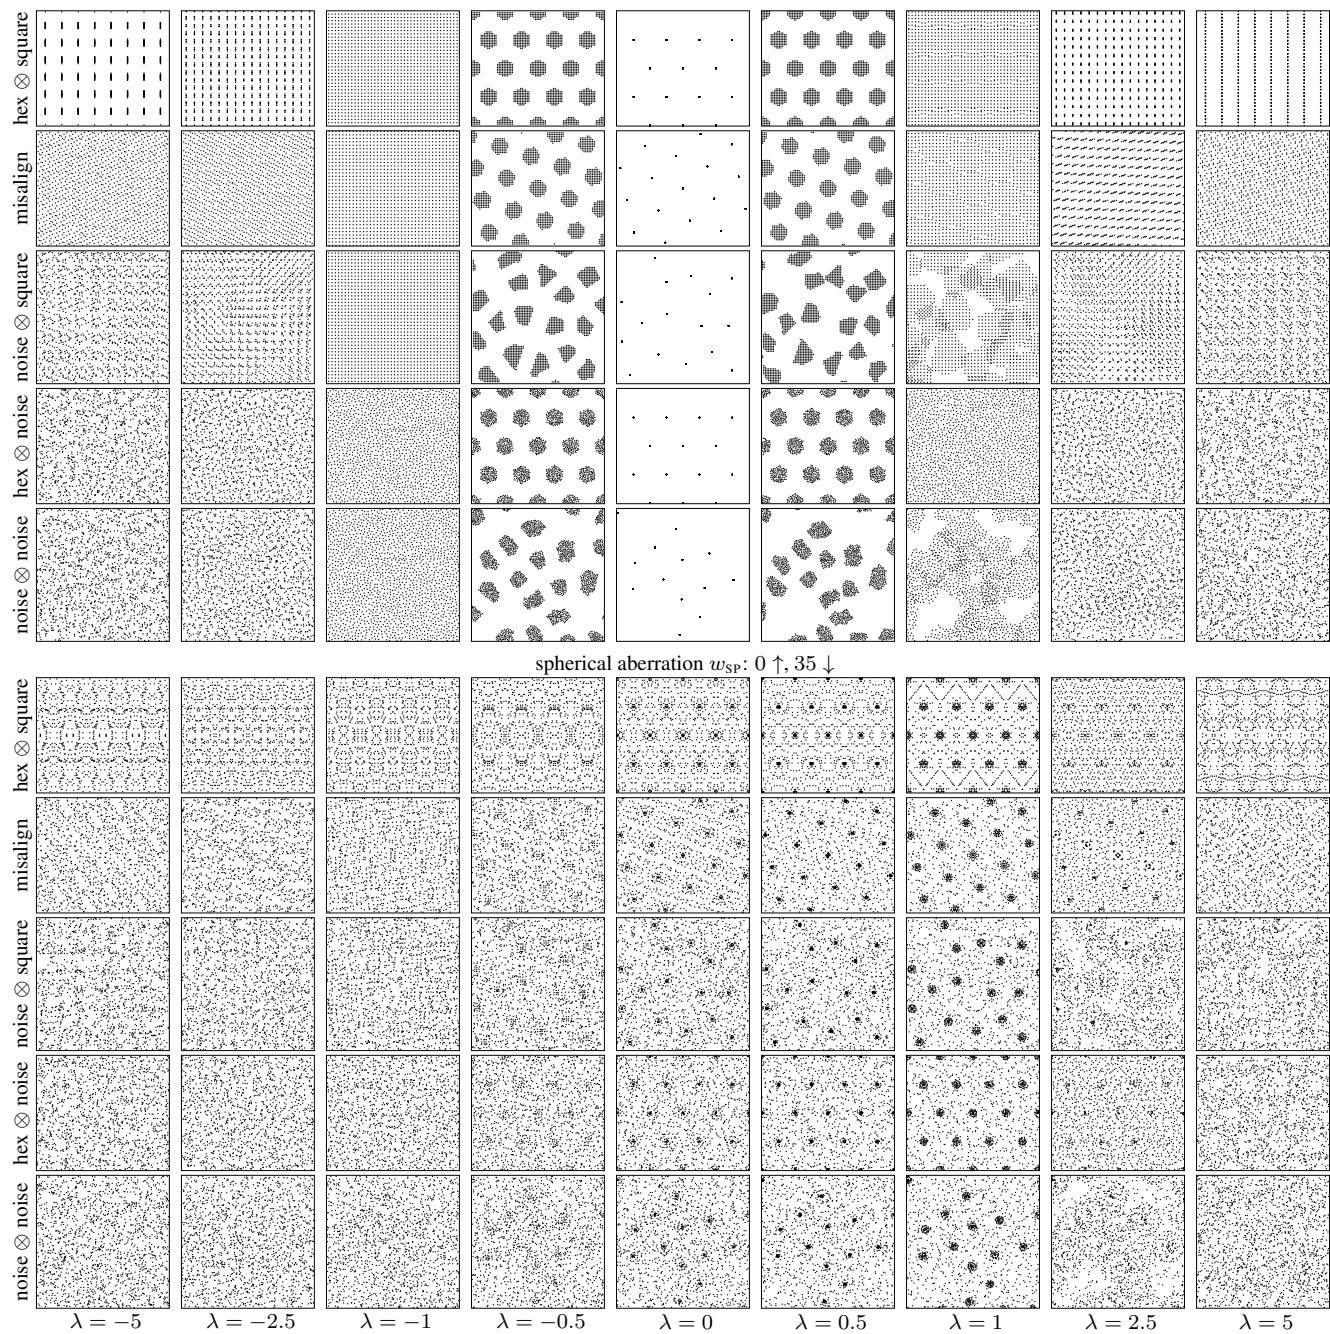 hex ⊗ square
misalign
noise ⊗ square
hex ⊗ noise
noise ⊗ noise
spherical aberration w_SP: 0 ↑, 35 ↓
hex ⊗ square
misalign
noise ⊗ square
hex ⊗ noise
noise ⊗ noise
λ = −5 λ = −2.5 λ = −1 λ = −0.5 λ = 0 λ = 0.5 λ = 1 λ = 2.5 λ = 5